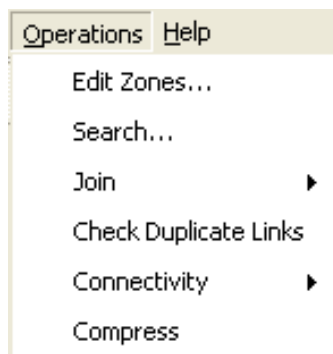 Operations Help
Edit Zones...
Search...
Join
Check Duplicate Links
Connectivity
Compress